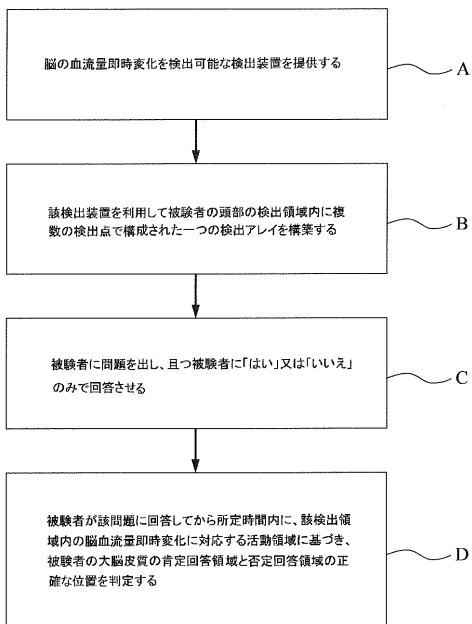 脳の血流量即時変化を検出可能な検出装置を提供する
A
該検出装置を利用して被験者の頭部の検出領域内に複
数の検出点で構成された一つの検出アレイを構築する
B
被験者に問題を出し、且つ被験者に「はい」又は「いいえ」
のみで回答させる
C
被験者が該問題に回答してから所定時間内に、該検出領
域内の脳血流量即時変化に対応する活動領域に基づき、
被験者の大脳皮質の肯定回答領域と否定回答領域の正
確な位置を判定する
D